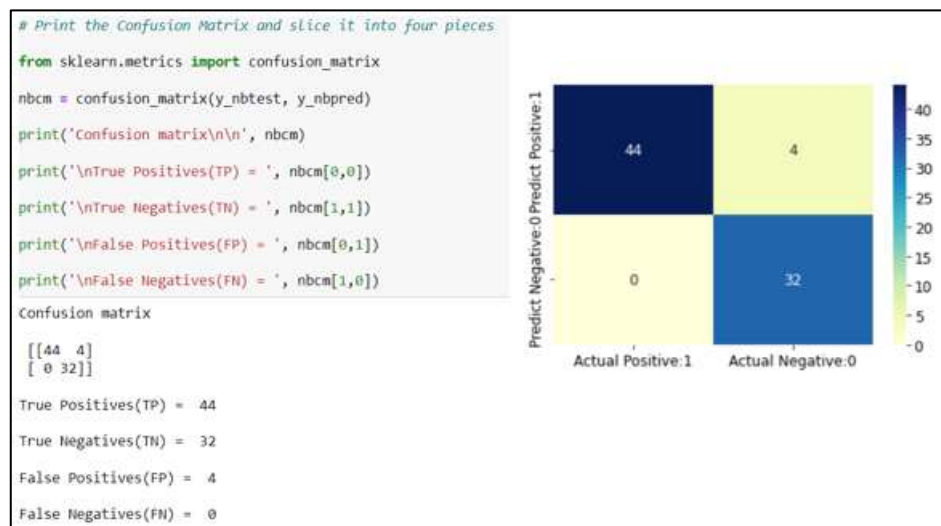 # Print the Confusion Matrix and slice it into four pieces
from sklearn.metrics import confusion_matrix
nbcm = confusion_matrix(y_nbtest, y_nbpred)
print('Confusion matrix\n\n', nbcm)
print('\nTrue Positives(TP) = ', nbcm[0,0])
print('\nTrue Negatives(TN) = ', nbcm[1,1])
print('\nFalse Positives(FP) = ', nbcm[0,1])
print('\nFalse Negatives(FN) = ', nbcm[1,0])
Confusion matrix
[[44 4]
[ 0 32]]
True Positives(TP) = 44
True Negatives(TN) = 32
False Positives(FP) = 4
False Negatives(FN) = 0
Predict Positive:1
Predict Negative:0
44 4
0 32
Actual Positive:1
Actual Negative:0
40
35
30
25
20
15
10
5
0